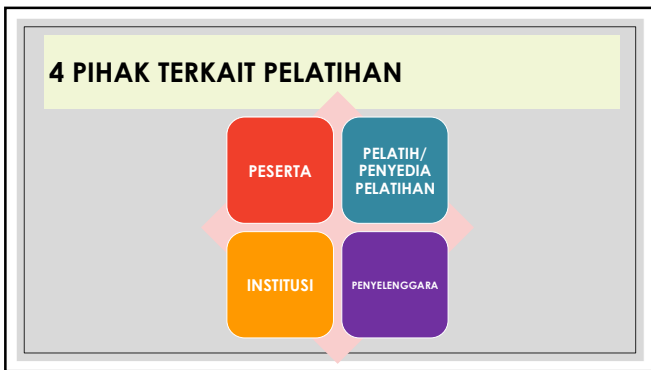 4 PIHAK TERKAIT PELATIHAN
PESERTA
PELATIH/
PENYEDIA
PELATIHAN
INSTITUSI
PENYELENGGARA